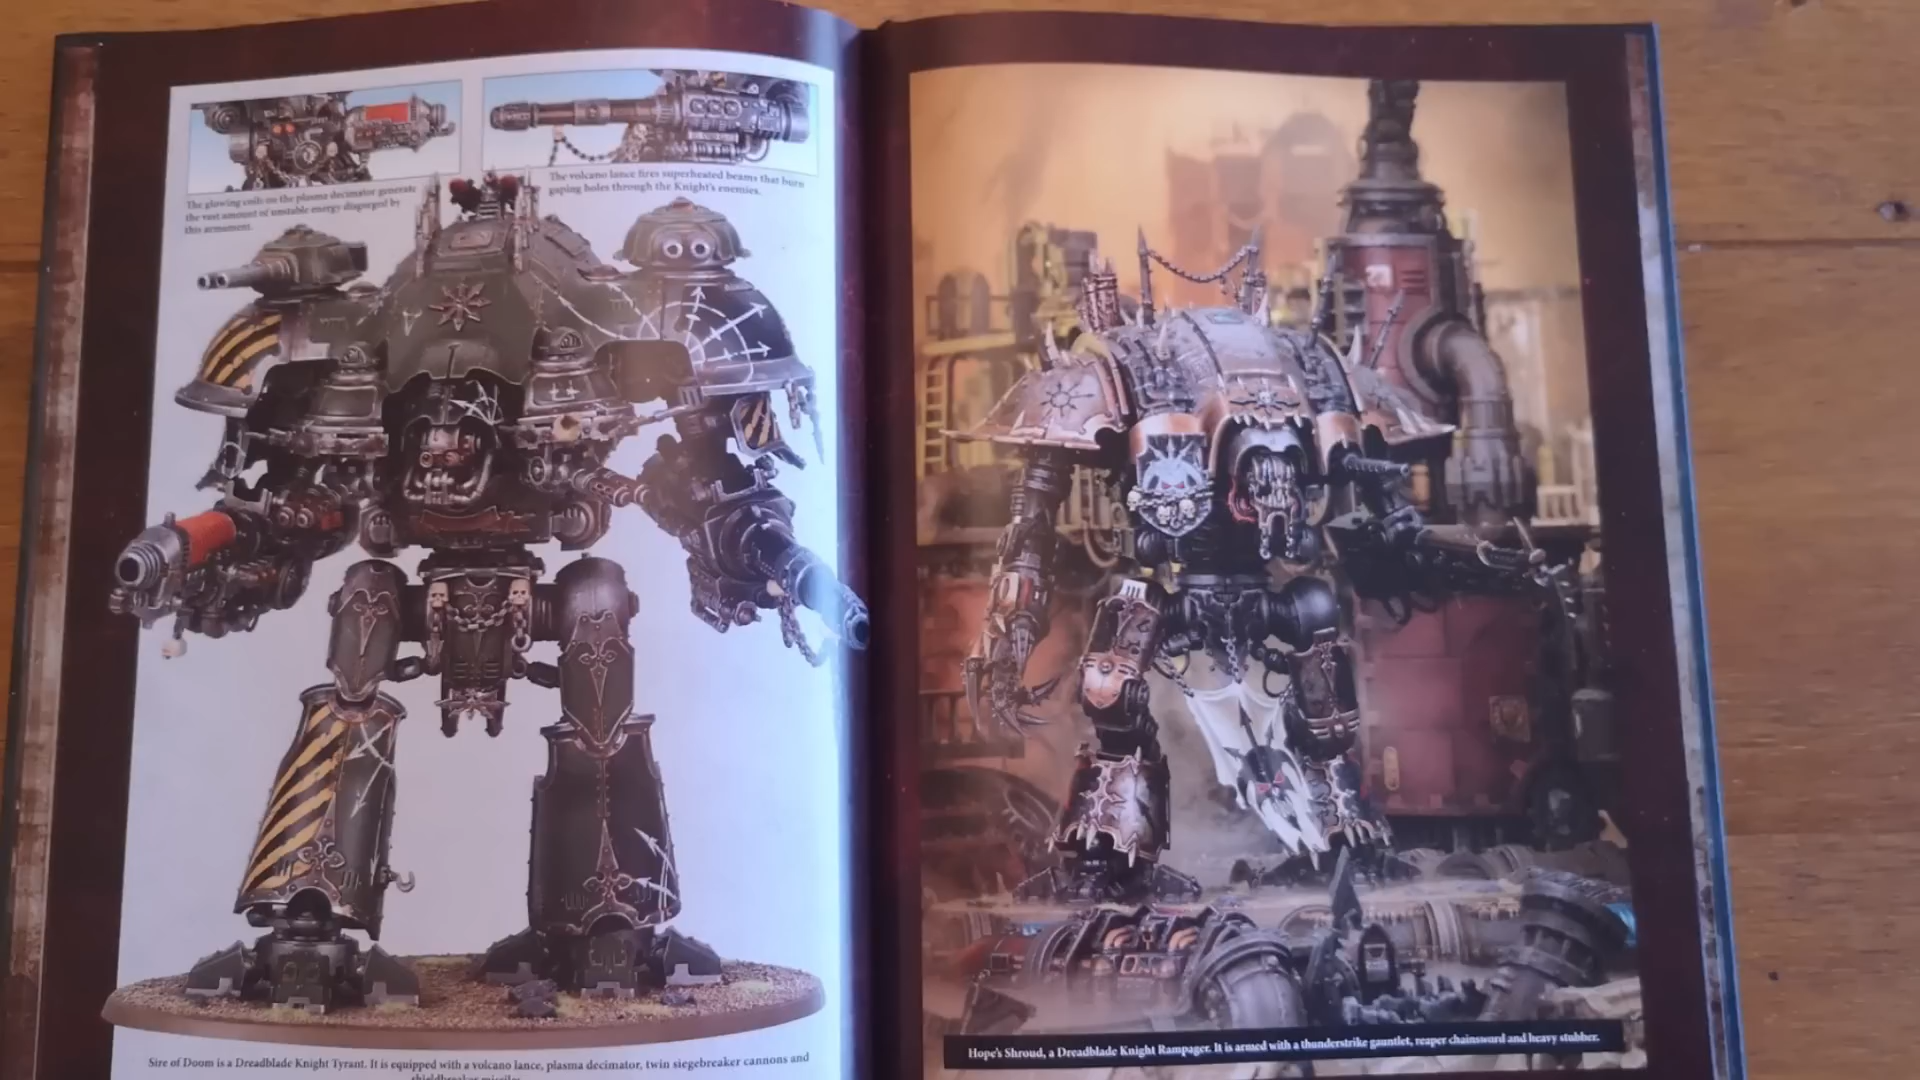 The glowing coils on the plasma decimator generate
the vast amount of unstable energy disgorged by
this armament.
The volcano lance fires superheated beams that burn
gaping holes through the Knight's enemies.
Sire of Doom is a Dreadblade Knight Tyrant. It is equipped with a volcano lance, plasma decimator, twin siegebreaker cannons and
shieldbreaker missiles.
Hope's Shroud, a Dreadblade Knight Rampager. It is armed with a thunderstrike gauntlet, reaper chainsword and heavy stubber.